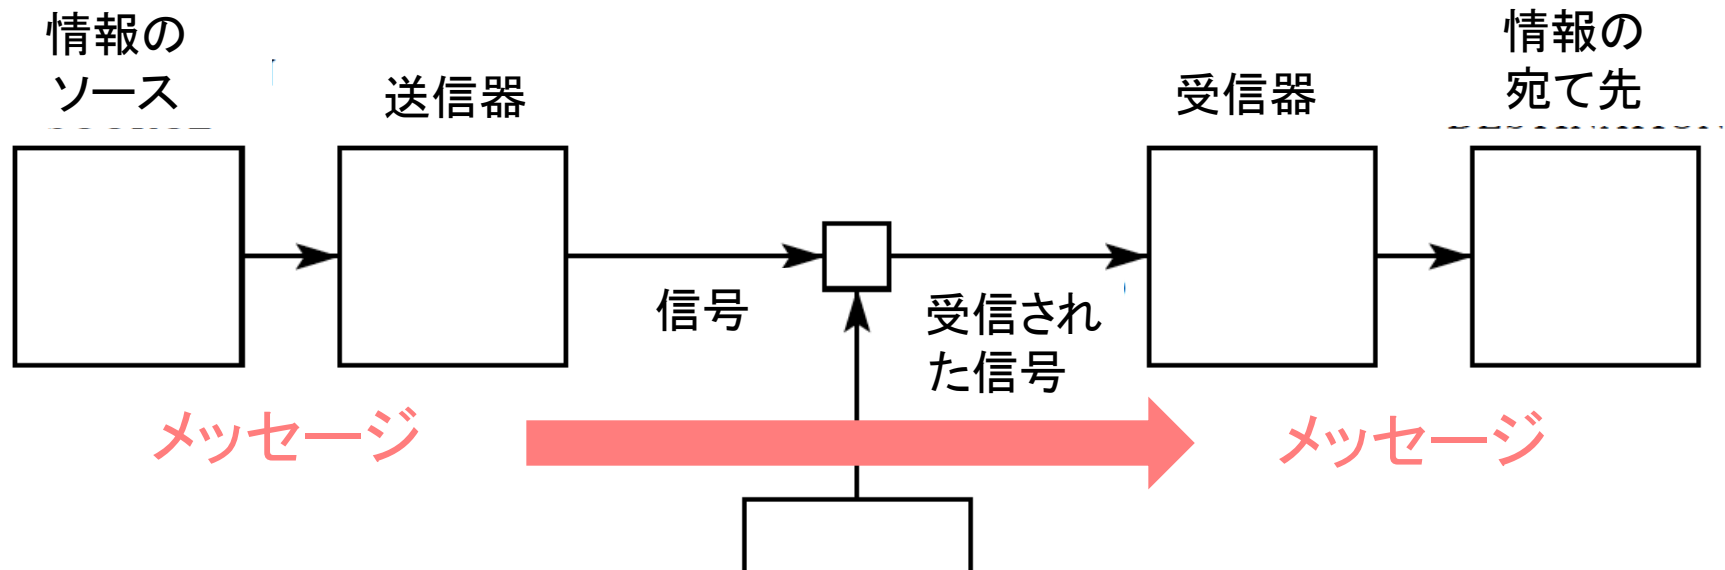 情報の
ソース
送信器
受信器
情報の
宛て先
信号
受信され
た信号
メッセージ
メッセージ